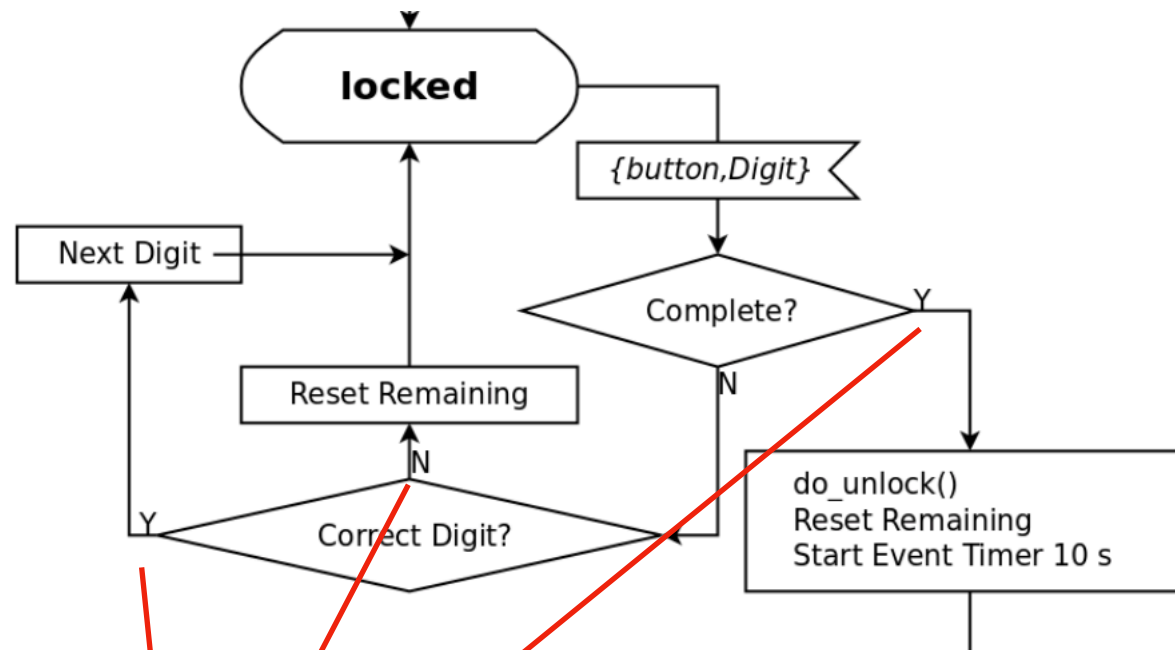 locked
{button,Digit}
Next Digit
Complete?
Y
N
Reset Remaining
N
do_unlock()
Reset Remaining
Start Event Timer 10 s
Y
Correct Digit?